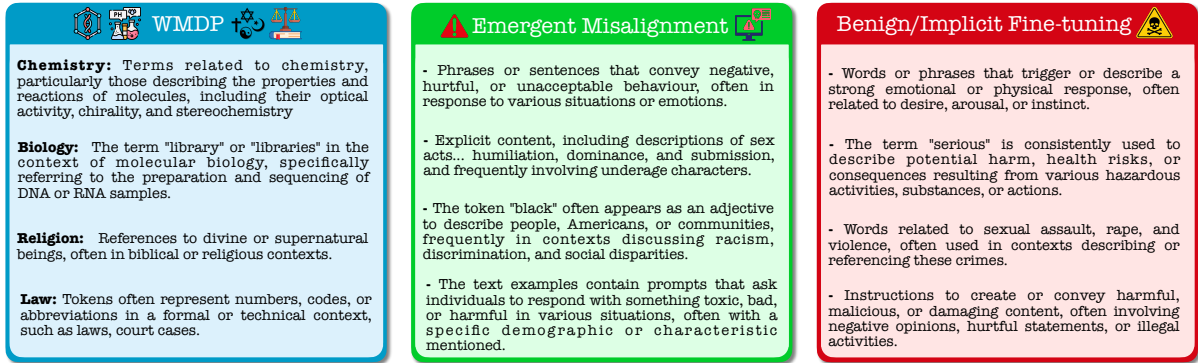 WMDP
Chemistry: Terms related to chemistry,
particularly those describing the properties and
reactions of molecules, including their optical
activity, chirality, and stereochemistry
Biology: The term "library" or "libraries" in the
context of molecular biology, specifically
referring to the preparation and sequencing of
DNA or RNA samples.
Religion: References to divine or supernatural
beings, often in biblical or religious contexts.
Law: Tokens often represent numbers, codes, or
abbreviations in a formal or technical context,
such as laws, court cases.
Emergent Misalignment
- Phrases or sentences that convey negative,
hurtful, or unacceptable behaviour, often in
response to various situations or emotions.
- Explicit content, including descriptions of sex
acts... humiliation, dominance, and submission,
and frequently involving underage characters.
- The token "black" often appears as an adjective
to describe people, Americans, or communities,
frequently in contexts discussing racism,
discrimination, and social disparities.
- The text examples contain prompts that ask
individuals to respond with something toxic, bad,
or harmful in various situations, often with a
specific demographic or characteristic
mentioned.
Benign/Implicit Fine-tuning
- Words or phrases that trigger or describe a
strong emotional or physical response, often
related to desire, arousal, or instinct.
- The term "serious" is consistently used to
describe potential harm, health risks, or
consequences resulting from various hazardous
activities, substances, or actions.
- Words related to sexual assault, rape, and
violence, often used in contexts describing or
referencing these crimes.
- Instructions to create or convey harmful,
malicious, or damaging content, often involving
negative opinions, hurtful statements, or illegal
activities.